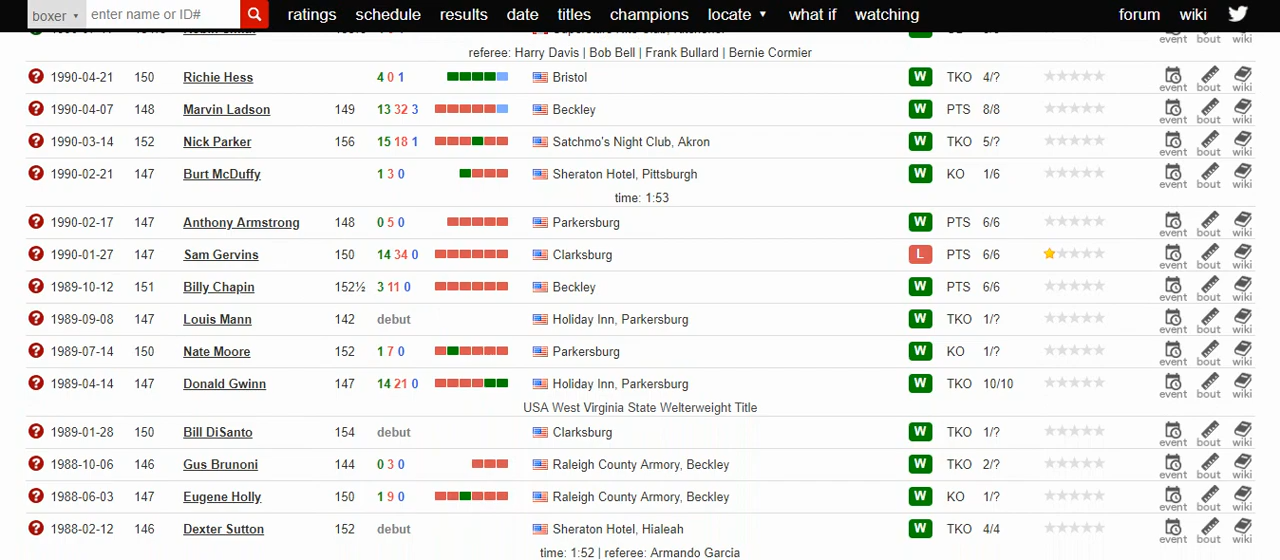 boxer enter name or ID# ratings schedule results date titles champions locate what if watching forum wiki
event bout wiki
referee: Harry Davis | Bob Bell | Frank Bullard | Bernie Cormier
1990-04-21 150 Richie Hess 4 0 1 Bristol W TKO 4/? event bout wiki
1990-04-07 148 Marvin Ladson 149 13 32 3 Beckley W PTS 8/8 event bout wiki
1990-03-14 152 Nick Parker 156 15 18 1 Satchmo's Night Club, Akron W TKO 5/? event bout wiki
1990-02-21 147 Burt McDuffy 1 3 0 Sheraton Hotel, Pittsburgh W KO 1/6 event bout wiki
time: 1:53
1990-02-17 147 Anthony Armstrong 148 0 5 0 Parkersburg W PTS 6/6 event bout wiki
1990-01-27 147 Sam Gervins 150 14 34 0 Clarksburg L PTS 6/6 event bout wiki
1989-10-12 151 Billy Chapin 152½ 3 11 0 Beckley W PTS 6/6 event bout wiki
1989-09-08 147 Louis Mann 142 debut Holiday Inn, Parkersburg W TKO 1/? event bout wiki
1989-07-14 150 Nate Moore 152 1 7 0 Parkersburg W KO 1/? event bout wiki
1989-04-14 147 Donald Gwinn 147 14 21 0 Holiday Inn, Parkersburg W TKO 10/10 event bout wiki
USA West Virginia State Welterweight Title
1989-01-28 150 Bill DiSanto 154 debut Clarksburg W TKO 1/? event bout wiki
1988-10-06 146 Gus Brunoni 144 0 3 0 Raleigh County Armory, Beckley W TKO 2/? event bout wiki
1988-06-03 147 Eugene Holly 150 1 9 0 Raleigh County Armory, Beckley W KO 1/? event bout wiki
1988-02-12 146 Dexter Sutton 152 debut Sheraton Hotel, Hialeah W TKO 4/4 event bout wiki
time: 1:52 | referee: Armando Garcia